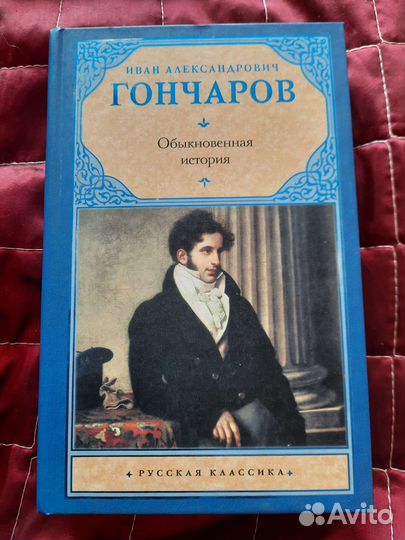 ИВАН АЛЕКСАНДРОВИЧ
ГОНЧАРОВ
Обыкновенная
история
РУССКАЯ КЛАССИКА
Avito